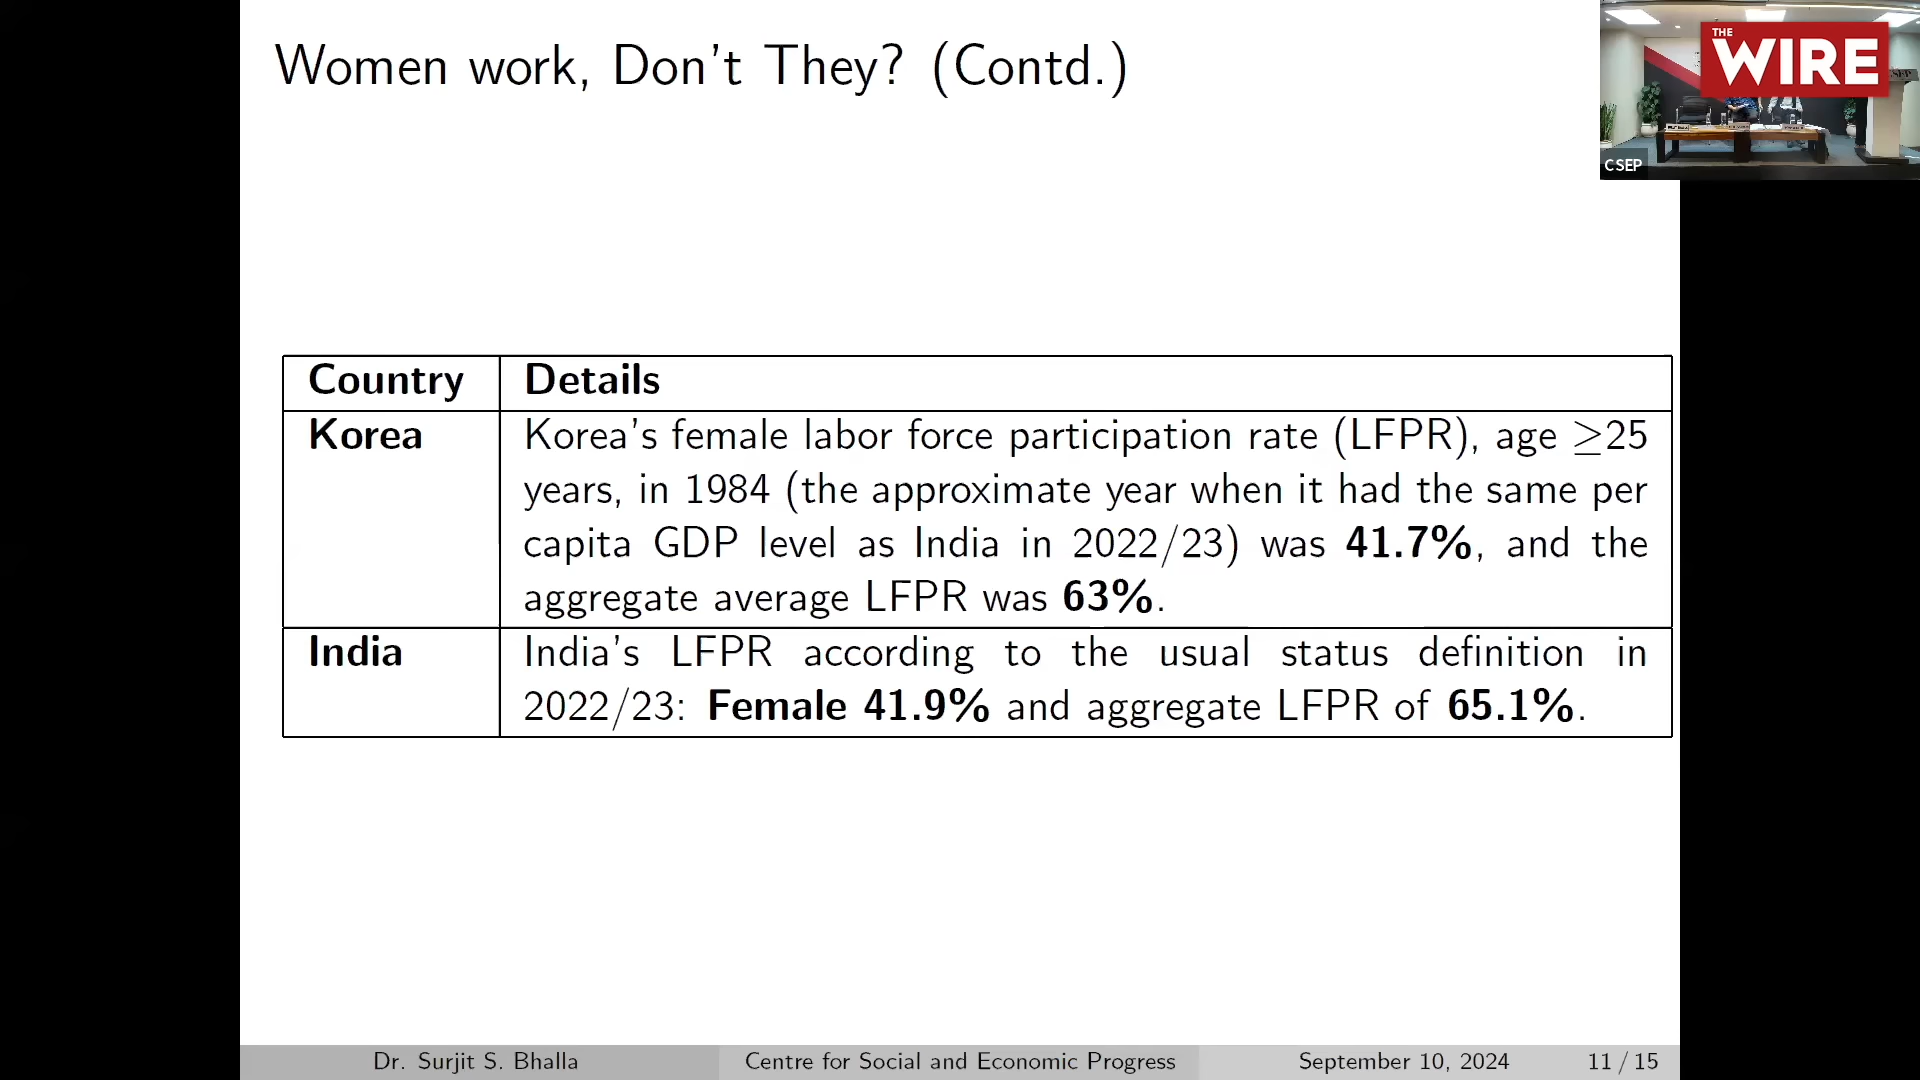 Women work, Don't They? (Contd.)
THE
WIRE
CSEP
Country Details
Korea Korea's female labor force participation rate (LFPR), age ≥25
years, in 1984 (the approximate year when it had the same per
capita GDP level as India in 2022/23) was 41.7%, and the
aggregate average LFPR was 63%.
India India's LFPR according to the usual status definition in
2022/23: Female 41.9% and aggregate LFPR of 65.1%.
Dr. Surjit S. Bhalla Centre for Social and Economic Progress September 10, 2024 11 / 15